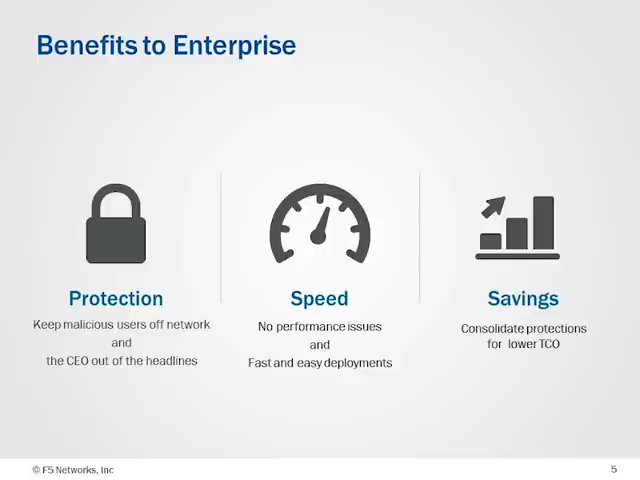 Benefits to Enterprise
Protection
Keep malicious users off network
and
the CEO out of the headlines
Speed
No performance issues
and
Fast and easy deployments
Savings
Consolidate protections
for lower TCO
© F5 Networks, Inc
5